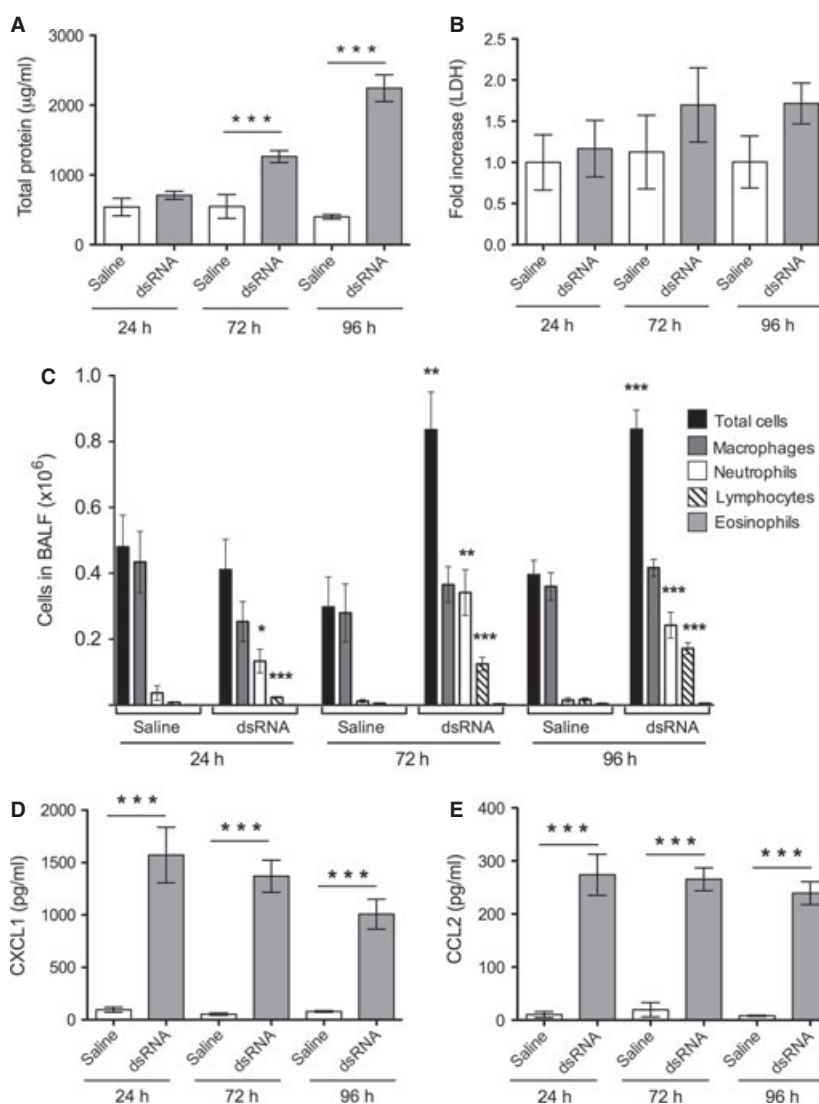 A
Total protein (µg/ml)
3000
2000
1000
0
* * *
* * *
Saline
dsRNA
Saline
dsRNA
Saline
dsRNA
24 h
72 h
96 h
B
Fold increase (LDH)
2.5
2.0
1.5
1.0
0.5
0.0
Saline
dsRNA
Saline
dsRNA
Saline
dsRNA
24 h
72 h
96 h
C
Cells in BALF (x10⁶)
1.0
0.8
0.6
0.4
0.2
*
***
**
**
***
***
***
***
Total cells
Macrophages
Neutrophils
Lymphocytes
Eosinophils
Saline
dsRNA
Saline
dsRNA
Saline
dsRNA
24 h
72 h
96 h
D
CXCL1 (pg/ml)
2000
1500
1000
500
0
* * *
* * *
* * *
Saline
dsRNA
Saline
dsRNA
Saline
dsRNA
24 h
72 h
96 h
E
CCL2 (pg/ml)
400
300
200
100
0
* * *
* * *
* * *
Saline
dsRNA
Saline
dsRNA
Saline
dsRNA
24 h
72 h
96 h